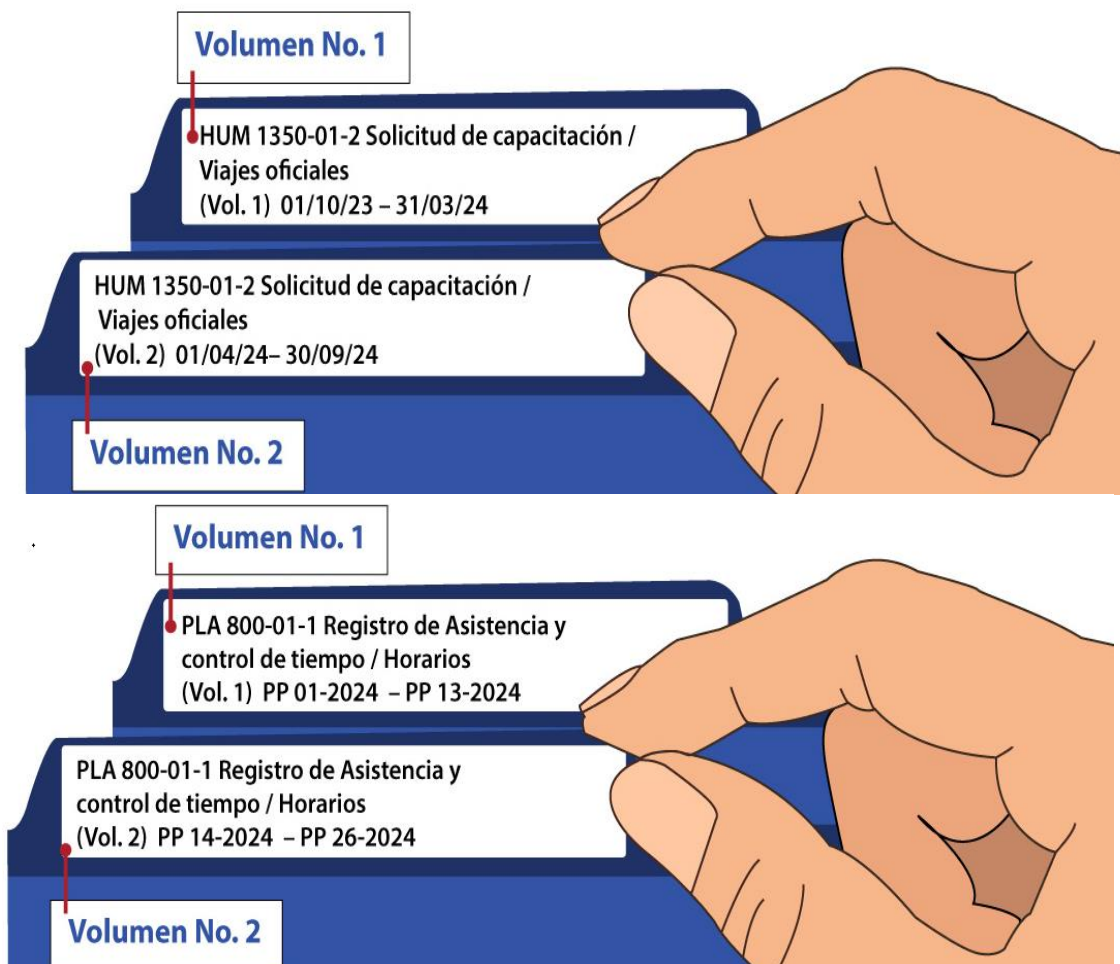 Volumen No. 1
HUM 1350-01-2 Solicitud de capacitación /
Viajes oficiales
(Vol. 1) 01/10/23 – 31/03/24
HUM 1350-01-2 Solicitud de capacitación /
Viajes oficiales
(Vol. 2) 01/04/24– 30/09/24
Volumen No. 2
Volumen No. 1
PLA 800-01-1 Registro de Asistencia y
control de tiempo / Horarios
(Vol. 1) PP 01-2024 – PP 13-2024
PLA 800-01-1 Registro de Asistencia y
control de tiempo / Horarios
(Vol. 2) PP 14-2024 – PP 26-2024
Volumen No. 2